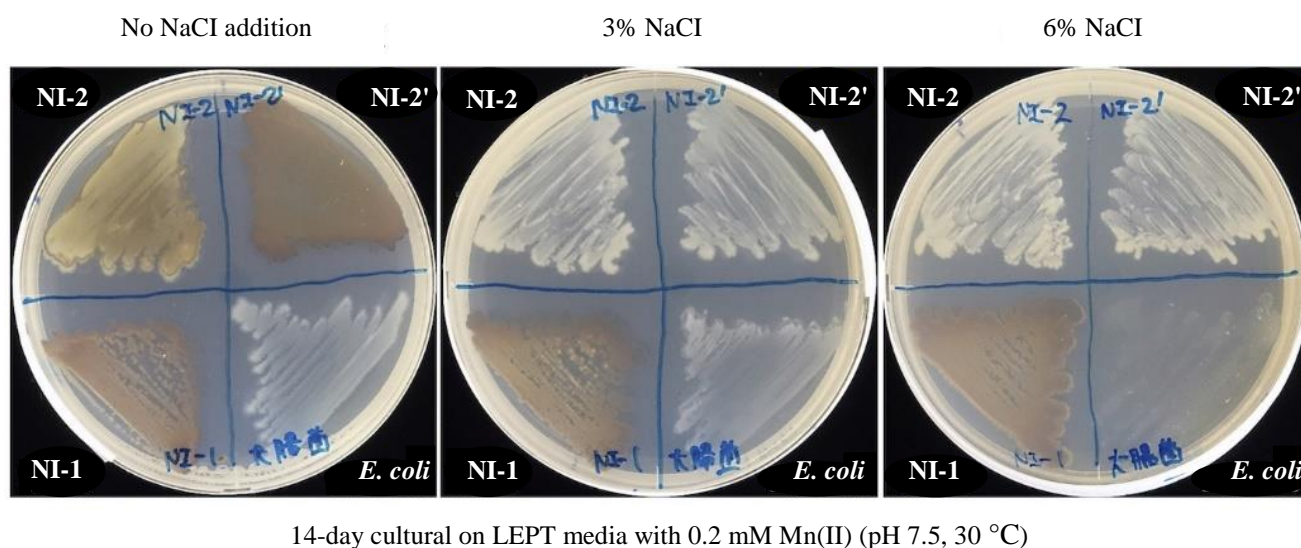 No NaCI addition
3% NaCI
6% NaCI
NI-2
NI-2'
NI-2
NI-2'
NI-2
NI-2'
NI-2
NI-2'
NI-2
NI-2'
NI-2
NI-2'
NI-1
大腸菌
NI-1
大腸菌
NI-1
大腸菌
NI-1
E. coli
NI-1
E. coli
NI-1
E. coli
14-day cultural on LEPT media with 0.2 mM Mn(II) (pH 7.5, 30 °C)